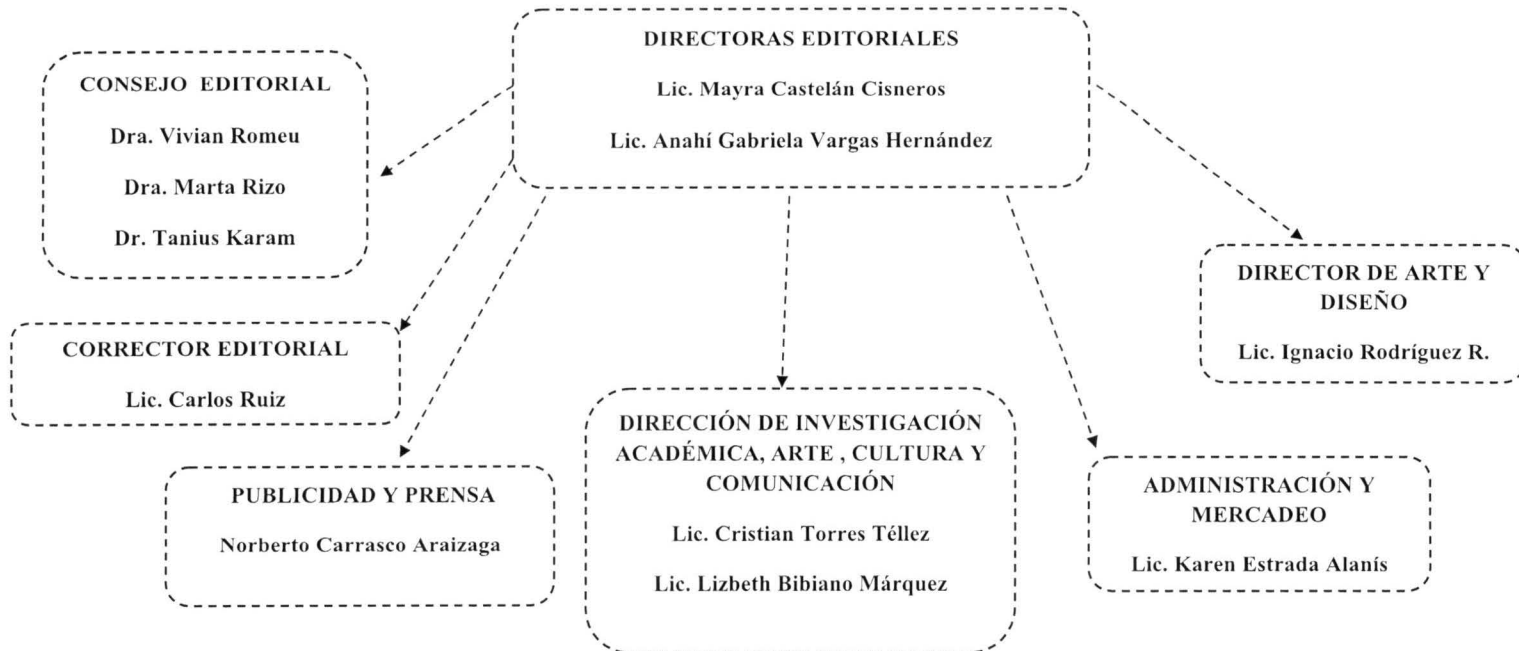 DIRECTORAS EDITORIALES
Lic. Mayra Castelán Cisneros
Lic. Anahí Gabriela Vargas Hernández
CONSEJO EDITORIAL
Dra. Vivian Romeu
Dra. Marta Rizo
Dr. Tanius Karam
CORRECTOR EDITORIAL
Lic. Carlos Ruiz
PUBLICIDAD Y PRENSA
Norberto Carrasco Araizaga
DIRECCIÓN DE INVESTIGACIÓN
ACADÉMICA, ARTE , CULTURA Y
COMUNICACIÓN
Lic. Cristian Torres Téllez
Lic. Lizbeth Bibiano Márquez
ADMINISTRACIÓN Y
MERCADEO
Lic. Karen Estrada Alanís
DIRECTOR DE ARTE Y
DISEÑO
Lic. Ignacio Rodríguez R.